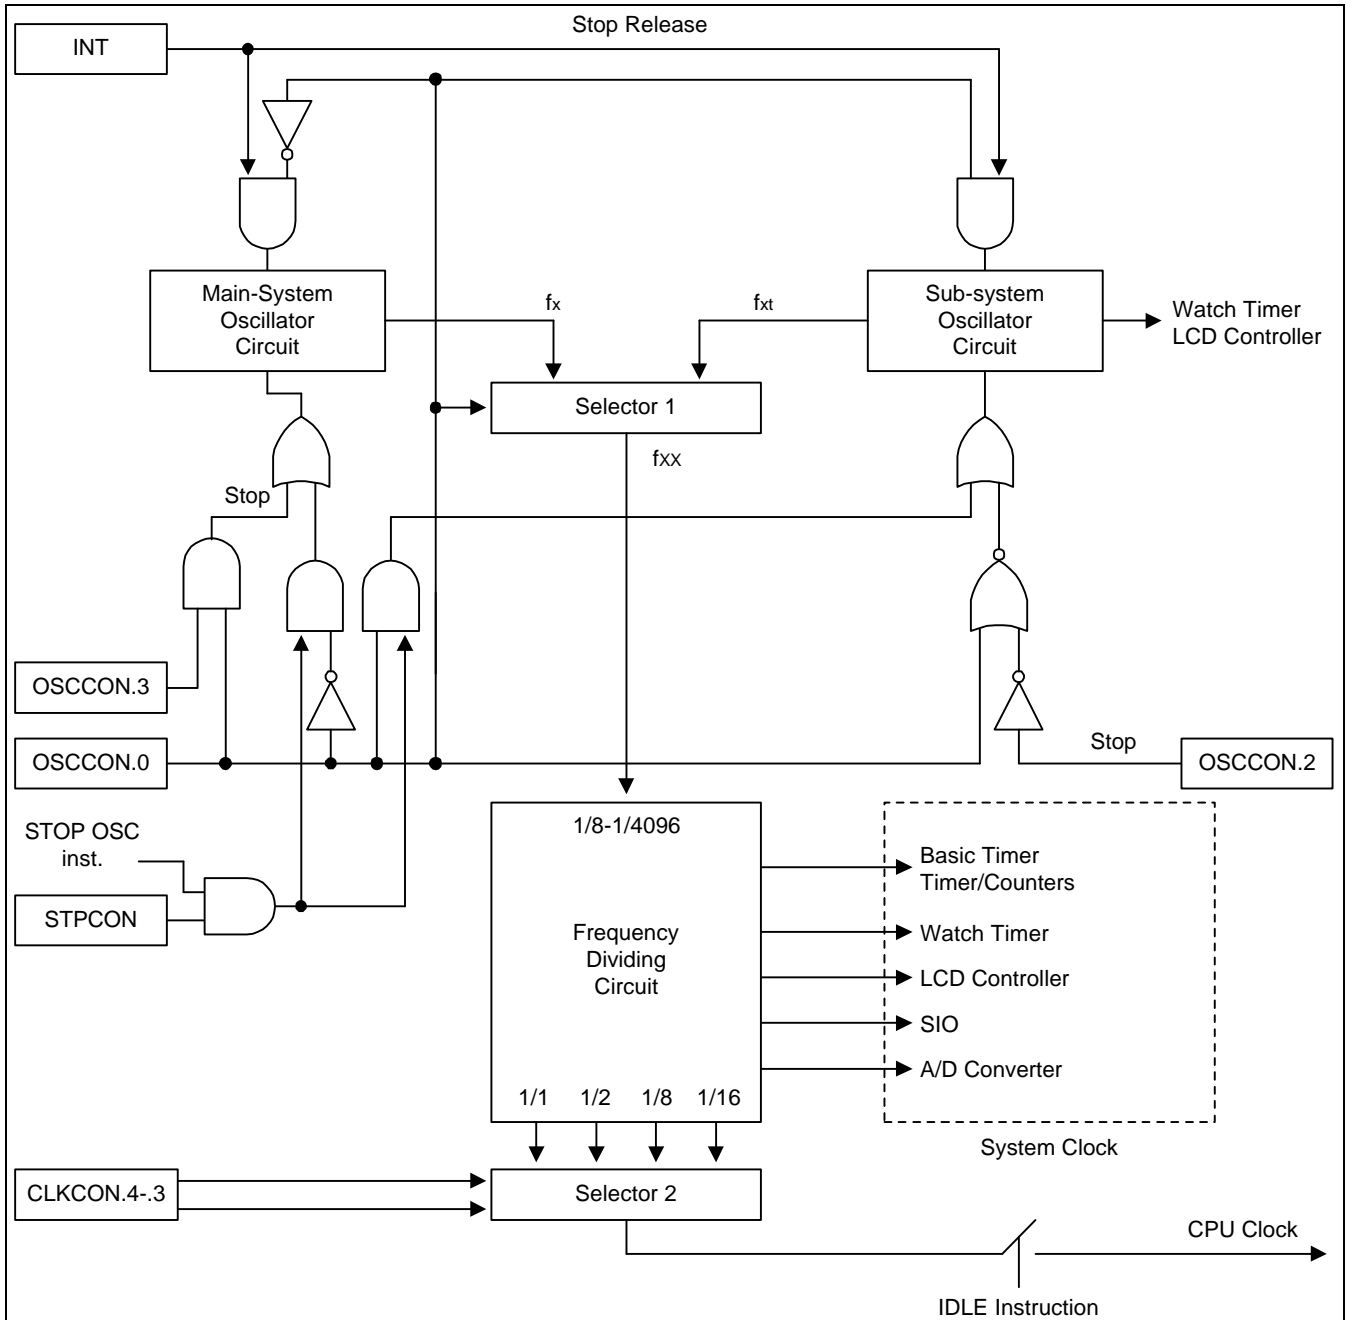 Stop Release
INT
Main-System
Oscillator
Circuit
fx
fxt
Sub-system
Oscillator
Circuit
Watch Timer
LCD Controller
Selector 1
fxx
Stop
OSCCON.3
OSCCON.0
Stop
OSCCON.2
STOP OSC
inst.
STPCON
1/8-1/4096
Frequency
Dividing
Circuit
1/1 1/2 1/8 1/16
Basic Timer
Timer/Counters
Watch Timer
LCD Controller
SIO
A/D Converter
System Clock
CLKCON.4-.3
Selector 2
CPU Clock
IDLE Instruction